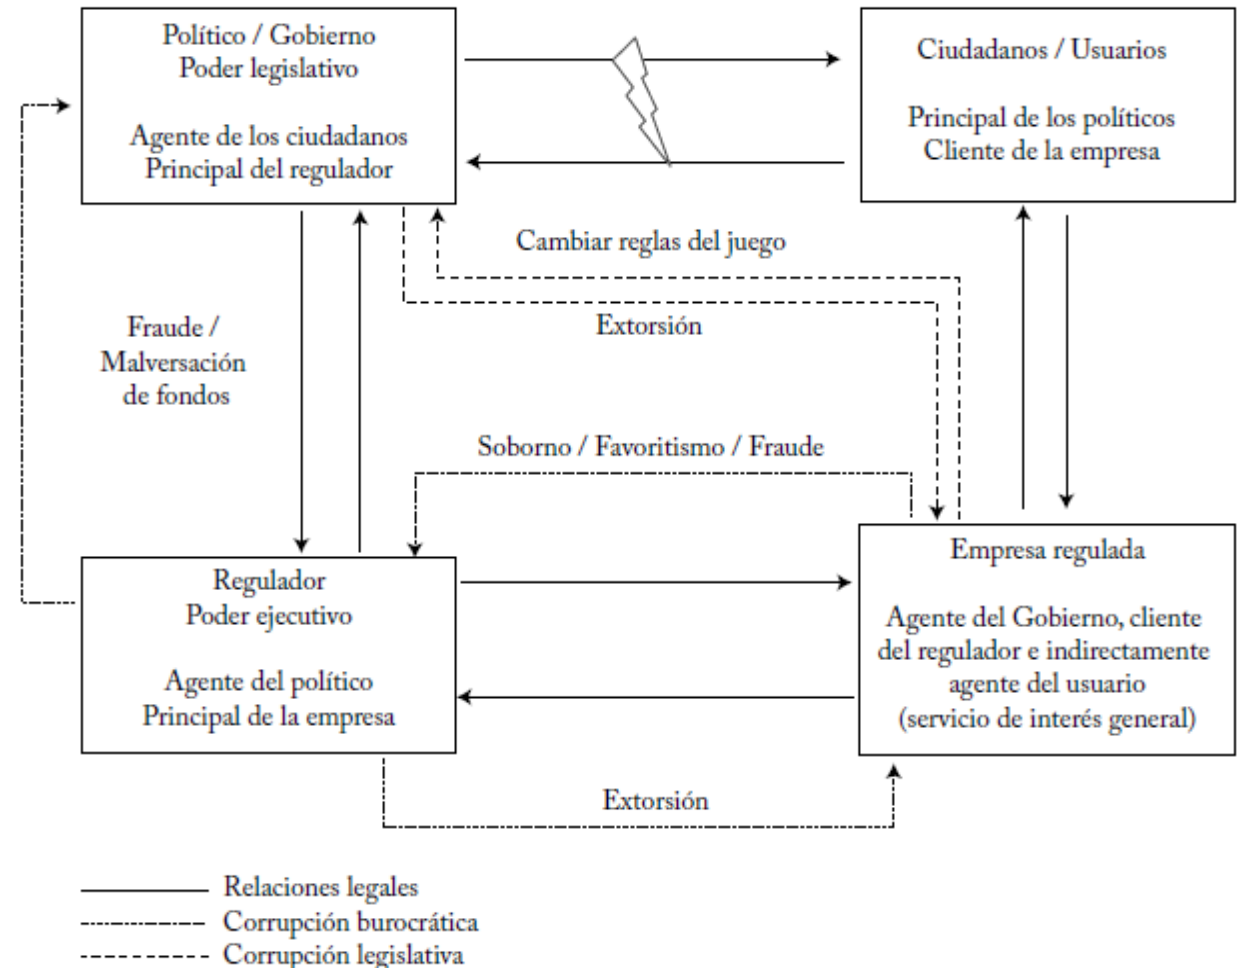 Político / Gobierno
Poder legislativo
Agente de los ciudadanos
Principal del regulador
Ciudadanos / Usuarios
Principal de los políticos
Cliente de la empresa
Cambiar reglas del juego
Extorsión
Fraude /
Malversación
de fondos
Soborno / Favoritismo / Fraude
Regulador
Poder ejecutivo
Agente del político
Principal de la empresa
Empresa regulada
Agente del Gobierno, cliente
del regulador e indirectamente
agente del usuario
(servicio de interés general)
Extorsión
Relaciones legales
Corrupción burocrática
Corrupción legislativa